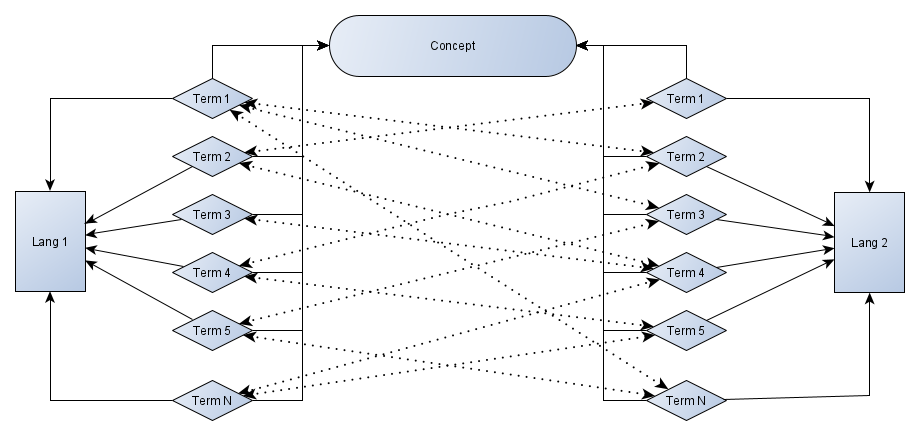 Concept
Term 1
Term 1
Term 2
Term 2
Term 3
Term 3
Lang 1
Lang 2
Term 4
Term 4
Term 5
Term 5
Term N
Term N